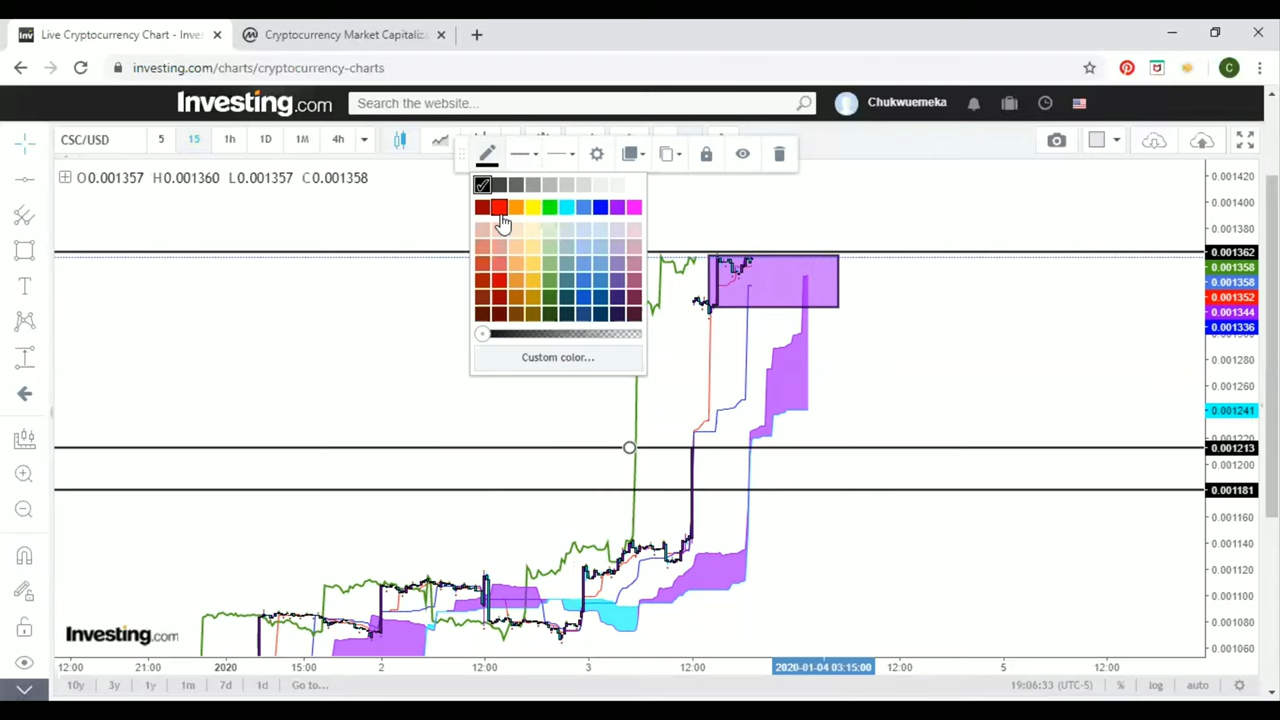 Live Cryptocurrency Chart - Inve
Cryptocurrency Market Capitaliz
investing.com/charts/cryptocurrency-charts
C
Investing.com
Search the website...
Chukwuemeka
CSC/USD
5
15
1h
1D
1M
4h
O0.001357 H0.001360 L0.001357 C0.001358
Custom color...
0.001420
0.001400
0.001380
0.001362
0.001358
0.001358
0.001352
0.001344
0.001336
0.001280
0.001260
0.001241
0.001213
0.001200
0.001181
0.001160
0.001140
0.001120
0.001100
0.001080
0.001060
Investing.com
12:00
21:00
2020
15:00
2
12:00
3
12:00
2020-01-04 03:15:00
12:00
5
12:00
10y
3y
1y
1m
7d
1d
Go to...
19:06:33 (UTC-5)
%
log
auto